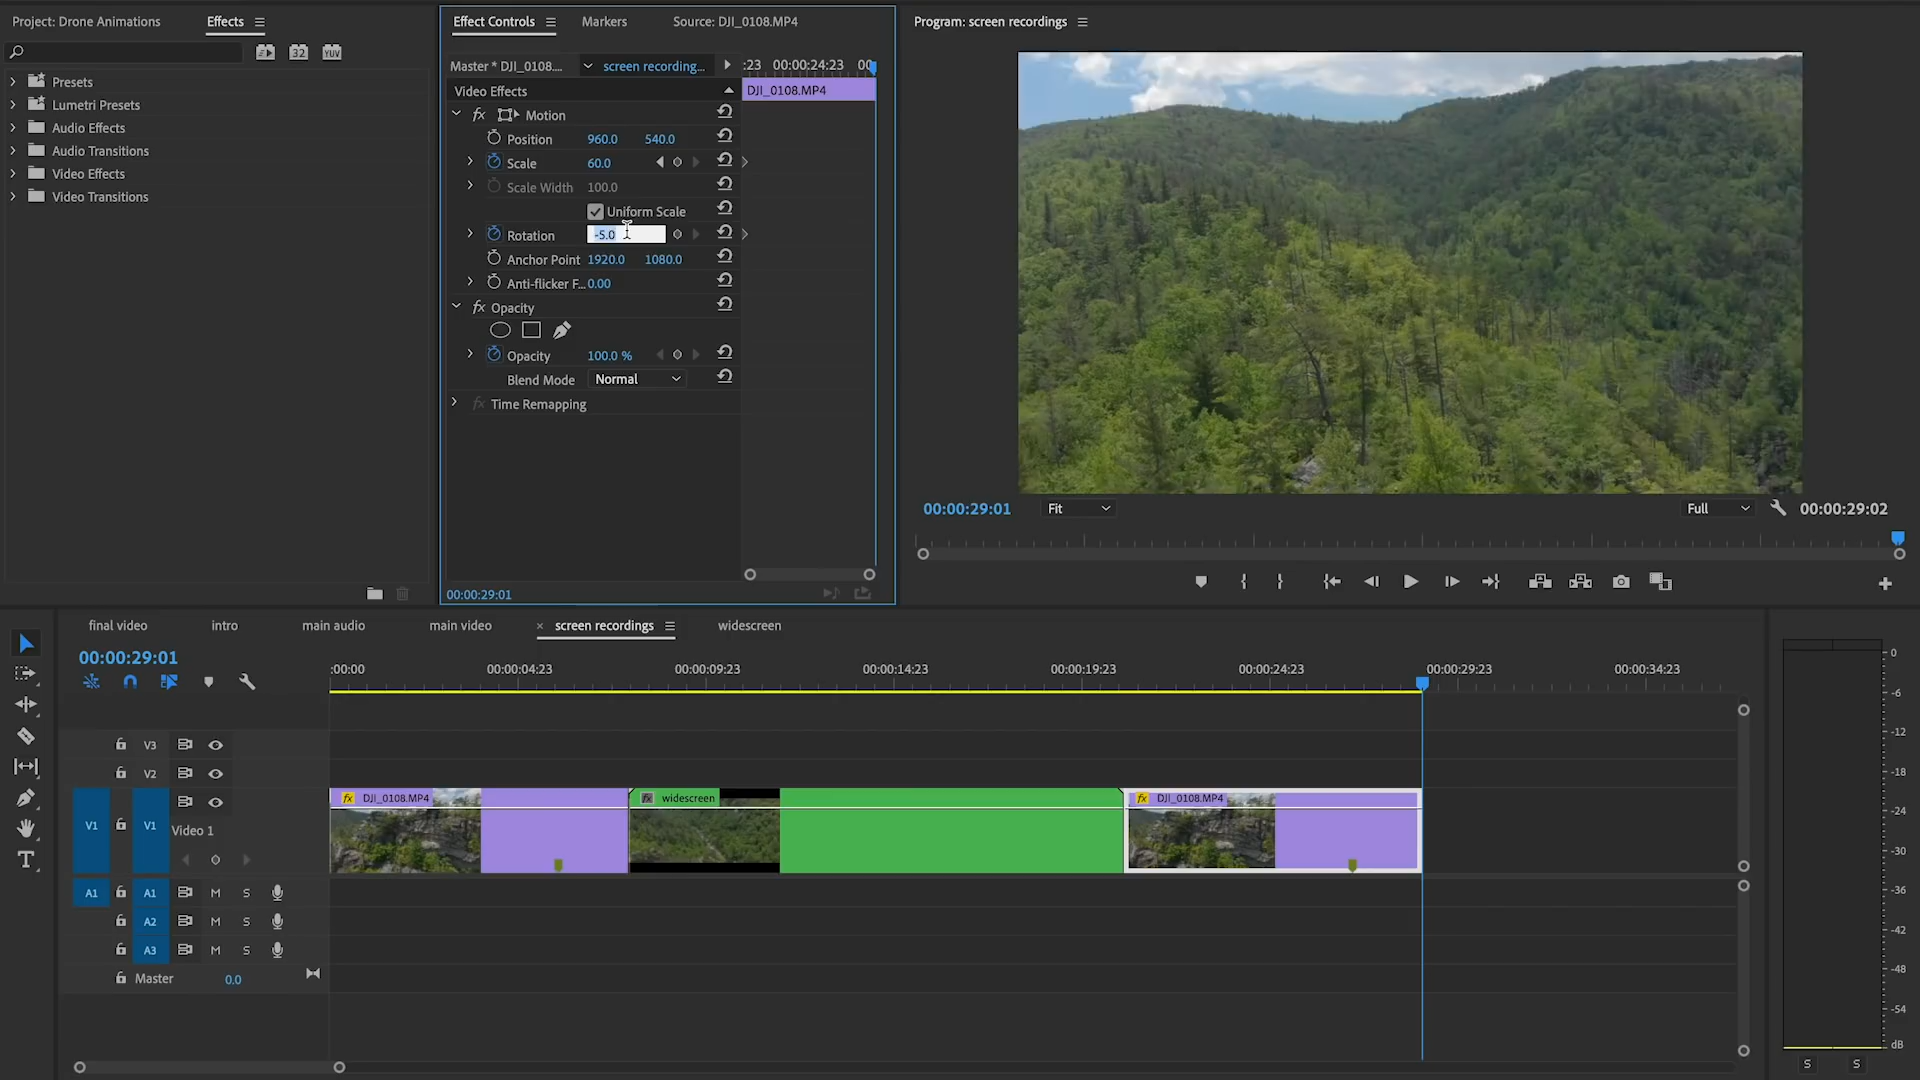 Project: Drone Animations
Effects
32
YUV
Presets
Lumetri Presets
Audio Effects
Audio Transitions
Video Effects
Video Transitions
Effect Controls
Markers
Source: DJI_0108.MP4
Master * DJI_0108....
screen recording...
:23
00:00:24:23
00
Video Effects
DJI_0108.MP4
fx Motion
Position 960.0 540.0
Scale 60.0
Scale Width 100.0
Uniform Scale
Rotation -5.0
Anchor Point 1920.0 1080.0
Anti-flicker F... 0.00
fx Opacity
Opacity 100.0 %
Blend Mode Normal
fx Time Remapping
00:00:29:01
Program: screen recordings
00:00:29:01
Fit
Full
00:00:29:02
final video
intro
main audio
main video
× screen recordings
widescreen
00:00:29:01
:00:00
00:00:04:23
00:00:09:23
00:00:14:23
00:00:19:23
00:00:24:23
00:00:29:23
00:00:34:23
V3
V2
V1 V1
Video 1
fx DJI_0108.MP4
fx widescreen
fx DJI_0108.MP4
A1 A1 M S
A2 M S
A3 M S
Master 0.0
0
-6
-12
-18
-24
-30
-36
-42
-48
-54
dB
S S